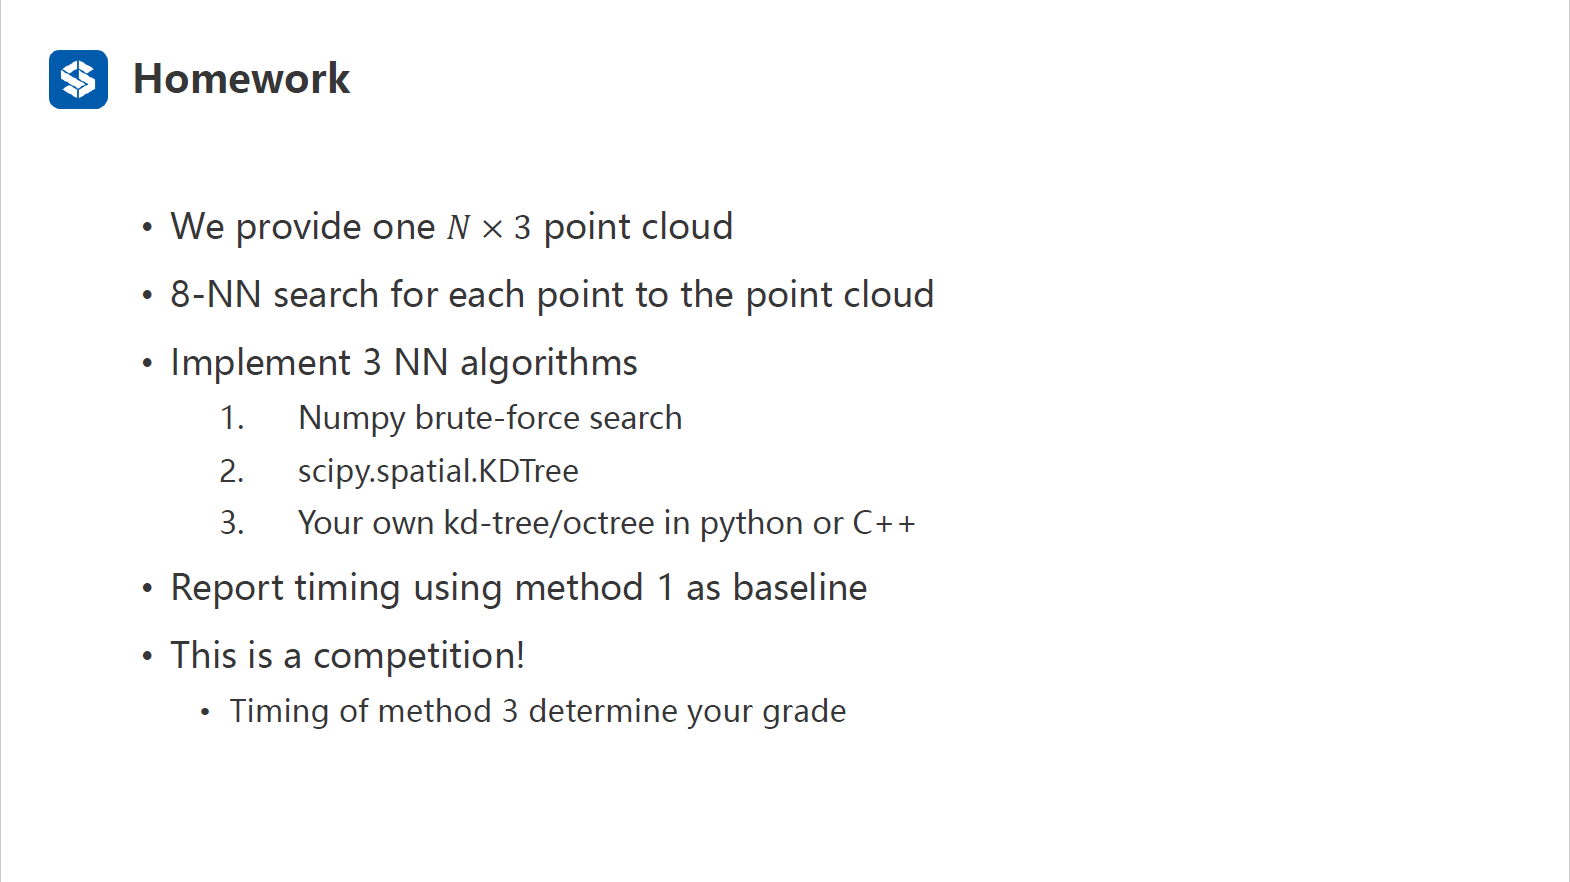 Homework
• We provide one N × 3 point cloud
• 8-NN search for each point to the point cloud
• Implement 3 NN algorithms
1. Numpy brute-force search
2. scipy.spatial.KDTree
3. Your own kd-tree/octree in python or C++
• Report timing using method 1 as baseline
• This is a competition!
• Timing of method 3 determine your grade